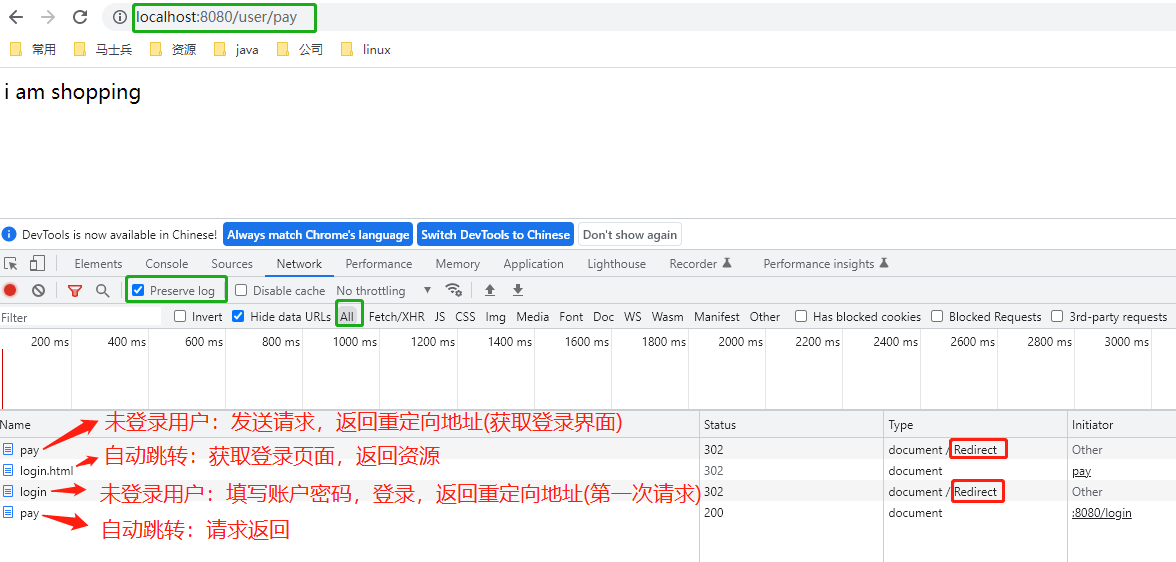 localhost:8080/user/pay
常用 马士兵 资源 java 公司 linux
i am shopping
DevTools is now available in Chinese! Always match Chrome's language Switch DevTools to Chinese Don't show again
Elements Console Sources Network Performance Memory Application Lighthouse Recorder Performance insights
Preserve log Disable cache No throttling
Filter Invert Hide data URLs All Fetch/XHR JS CSS Img Media Font Doc WS Wasm Manifest Other Has blocked cookies Blocked Requests 3rd-party requests
200 ms 400 ms 600 ms 800 ms 1000 ms 1200 ms 1400 ms 1600 ms 1800 ms 2000 ms 2200 ms 2400 ms 2600 ms 2800 ms 3000 ms
Name 未登录用户：发送请求，返回重定向地址(获取登录界面) Status Type Initiator
pay 302 document / Redirect Other
自动跳转：获取登录页面，返回资源
login.html 302 document pay
login 未登录用户：填写账户密码，登录，返回重定向地址(第一次请求) 302 document / Redirect Other
pay 200 document :8080/login
自动跳转：请求返回